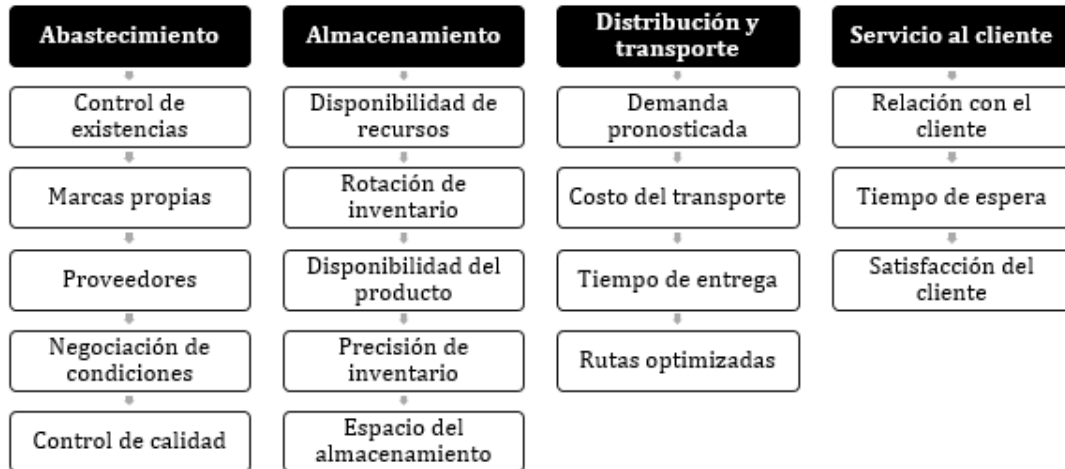 Abastecimiento
Control de
existencias
Marcas propias
Proveedores
Negociación de
condiciones
Control de calidad
Almacenamiento
Disponibilidad de
recursos
Rotación de
inventario
Disponibilidad del
producto
Precisión de
inventario
Espacio del
almacenamiento
Distribución y
transporte
Demanda
pronosticada
Costo del transporte
Tiempo de entrega
Rutas optimizadas
Servicio al cliente
Relación con el
cliente
Tiempo de espera
Satisfacción del
cliente